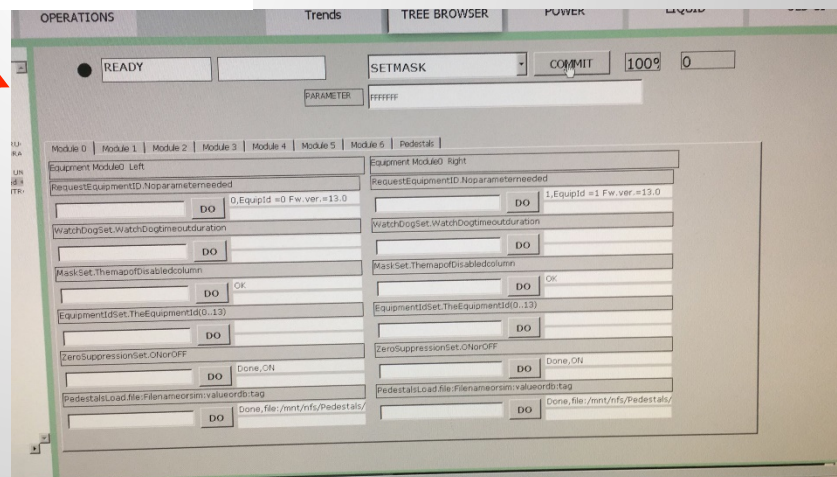 OPERATIONS Trends TREE BROWSER POWER LIQUID
READY SETMASK COMMIT 100% 0
PARAMETER FFFFFFF
Module 0 Module 1 Module 2 Module 3 Module 4 Module 5 Module 6 Pedestals
Equipment Module0 Left
RequestEquipmentID.Noparameterneeded
DO 0,EquipId =0 Fw.ver.=13.0
WatchDogSet.WatchDogtimeoutduration
DO
MaskSet.ThemapofDisabledcolumn
DO OK
EquipmentIdSet.TheEquipmentId(0..13)
DO
ZeroSuppressionSet.ONorOFF
DO Done,ON
PedestalsLoad.file:Filenameorsim:valueordb:tag
DO Done,file:/mnt/nfs/Pedestals/
Equipment Module0 Right
RequestEquipmentID.Noparameterneeded
DO 1,EquipId =1 Fw.ver.=13.0
WatchDogSet.WatchDogtimeoutduration
DO
MaskSet.ThemapofDisabledcolumn
DO OK
EquipmentIdSet.TheEquipmentId(0..13)
DO
ZeroSuppressionSet.ONorOFF
DO Done,ON
PedestalsLoad.file:Filenameorsim:valueordb:tag
DO Done,file:/mnt/nfs/Pedestals/